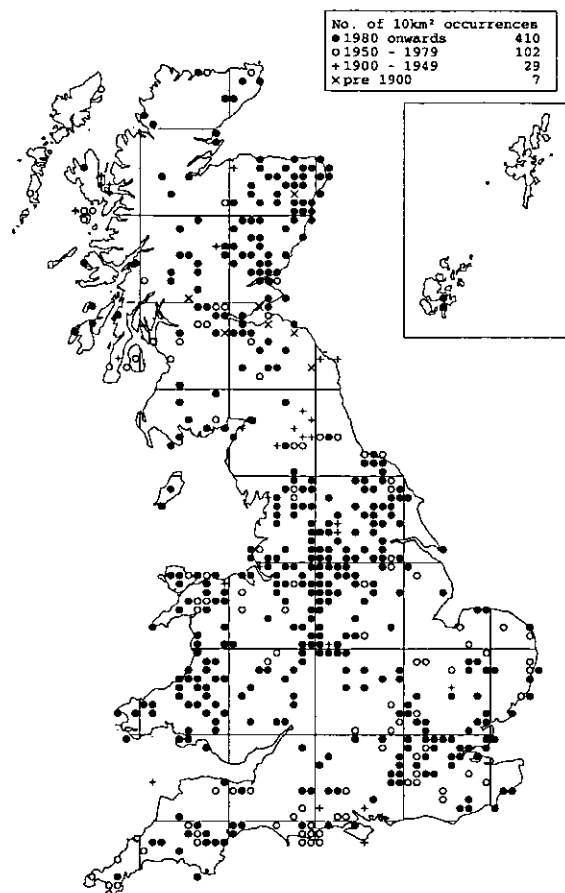 No. of 10km² occurrences
● 1980 onwards 410
○ 1950 - 1979 102
+ 1900 - 1949 29
× pre 1900 7